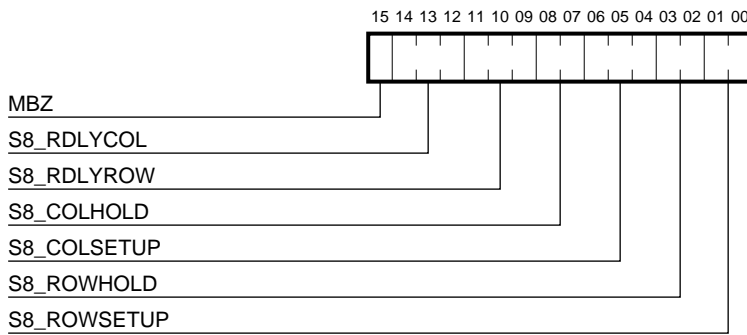 15 14 13 12 11 10 09 08 07 06 05 04 03 02 01 00
MBZ
S8_RDLYCOL
S8_RDLYROW
S8_COLHOLD
S8_COLSETUP
S8_ROWHOLD
S8_ROWSETUP